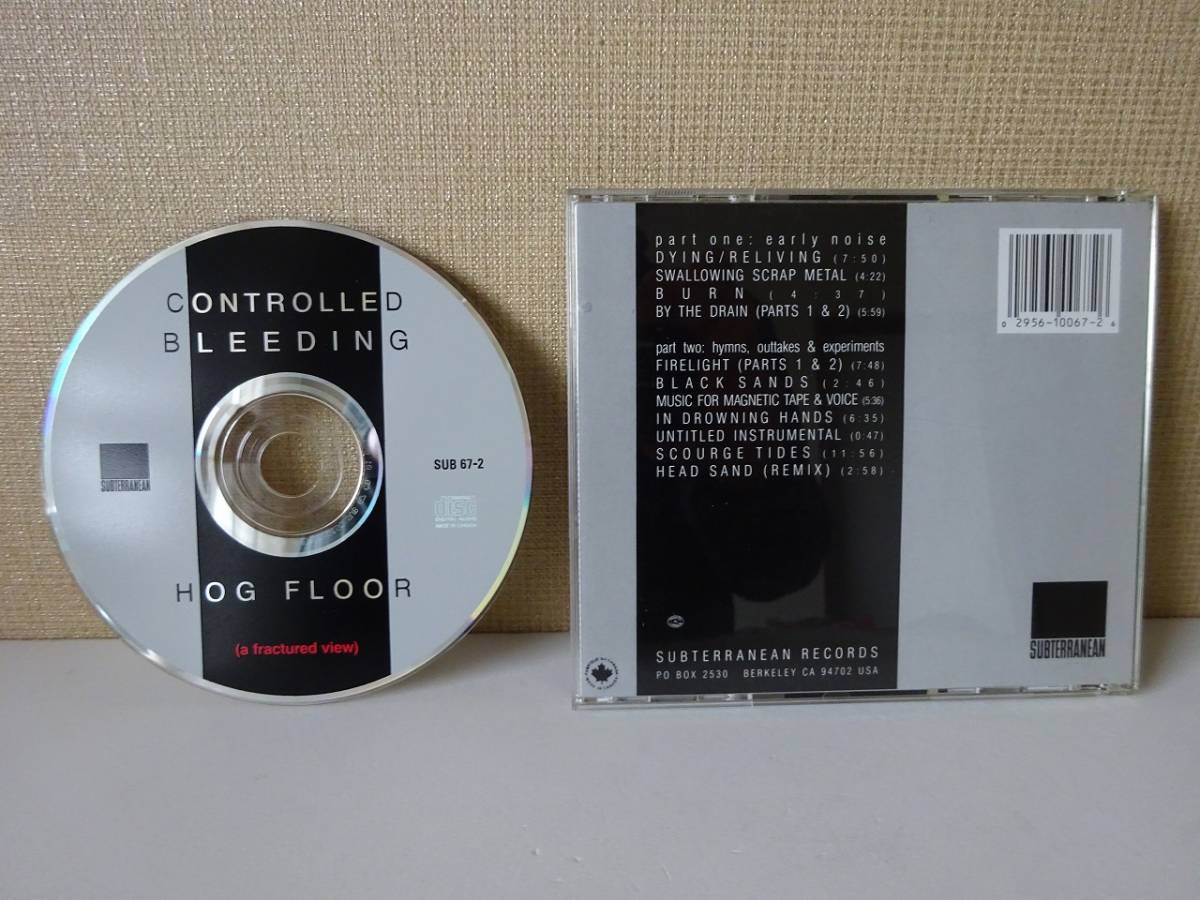 CONTROLLED
BLEEDING
SUBTERRANEAN
SUB 67-2
COMPACT
disc
DIGITAL AUDIO
HOG FLOOR
(a fractured view)
part one: early noise
DYING/RELIVING (7:50)
SWALLOWING SCRAP METAL (4:22)
BURN (4:37)
BY THE DRAIN (PARTS 1 & 2) (5:59)
part two: hymns, outtakes & experiments
FIRELIGHT (PARTS 1 & 2) (7:48)
BLACK SANDS (2:46)
MUSIC FOR MAGNETIC TAPE & VOICE (5:36)
IN DROWNING HANDS (6:35)
UNTITLED INSTRUMENTAL (0:47)
SCOURGE TIDES (11:56)
HEAD SAND (REMIX) (2:58)
SUBTERRANEAN RECORDS
PO BOX 2530 BERKELEY CA 94702 USA
0 2956-10067-2 6
SUBTERRANEAN